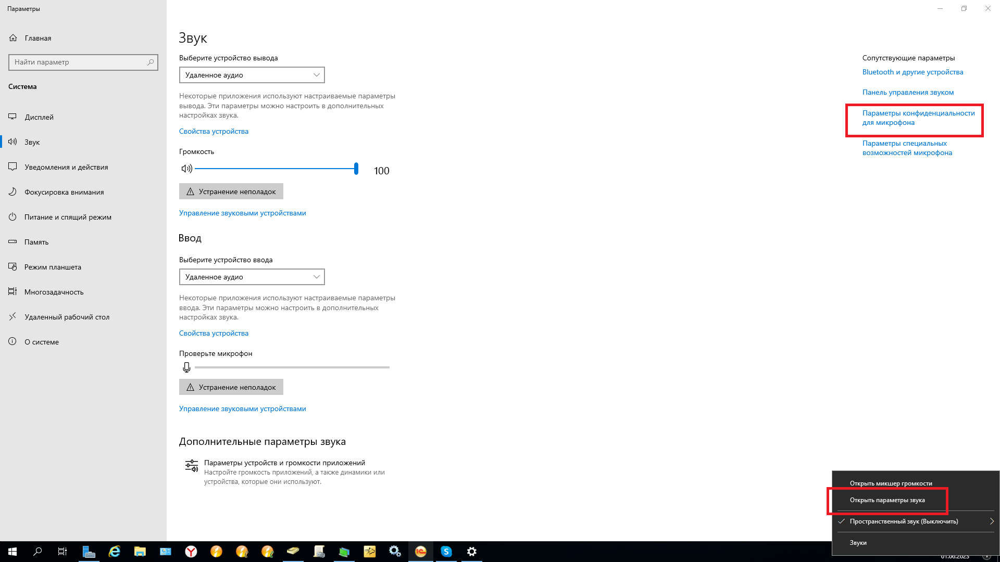 Параметры
Главная
Найти параметр
Система
Дисплей
Звук
Уведомления и действия
Фокусировка внимания
Питание и спящий режим
Память
Режим планшета
Многозадачность
Удаленный рабочий стол
О системе
Звук
Выберите устройство вывода
Удаленное аудио
Некоторые приложения используют настраиваемые параметры
вывода. Эти параметры можно настроить в дополнительных
настройках звука.
Свойства устройства
Громкость
100
Устранение неполадок
Управление звуковыми устройствами
Ввод
Выберите устройство ввода
Удаленное аудио
Некоторые приложения используют настраиваемые параметры
ввода. Эти параметры можно настроить в дополнительных
настройках звука.
Свойства устройства
Проверьте микрофон
Устранение неполадок
Управление звуковыми устройствами
Дополнительные параметры звука
Параметры устройств и громкости приложений
Настройте громкость приложений, а также динамики или
устройства, которые они используют.
Сопутствующие параметры
Bluetooth и другие устройства
Панель управления звуком
Параметры конфиденциальности
для микрофона
Параметры специальных
возможностей микрофона
Открыть микшер громкости
Открыть параметры звука
Пространственный звук (Выключить)
Звуки
01.06.2023